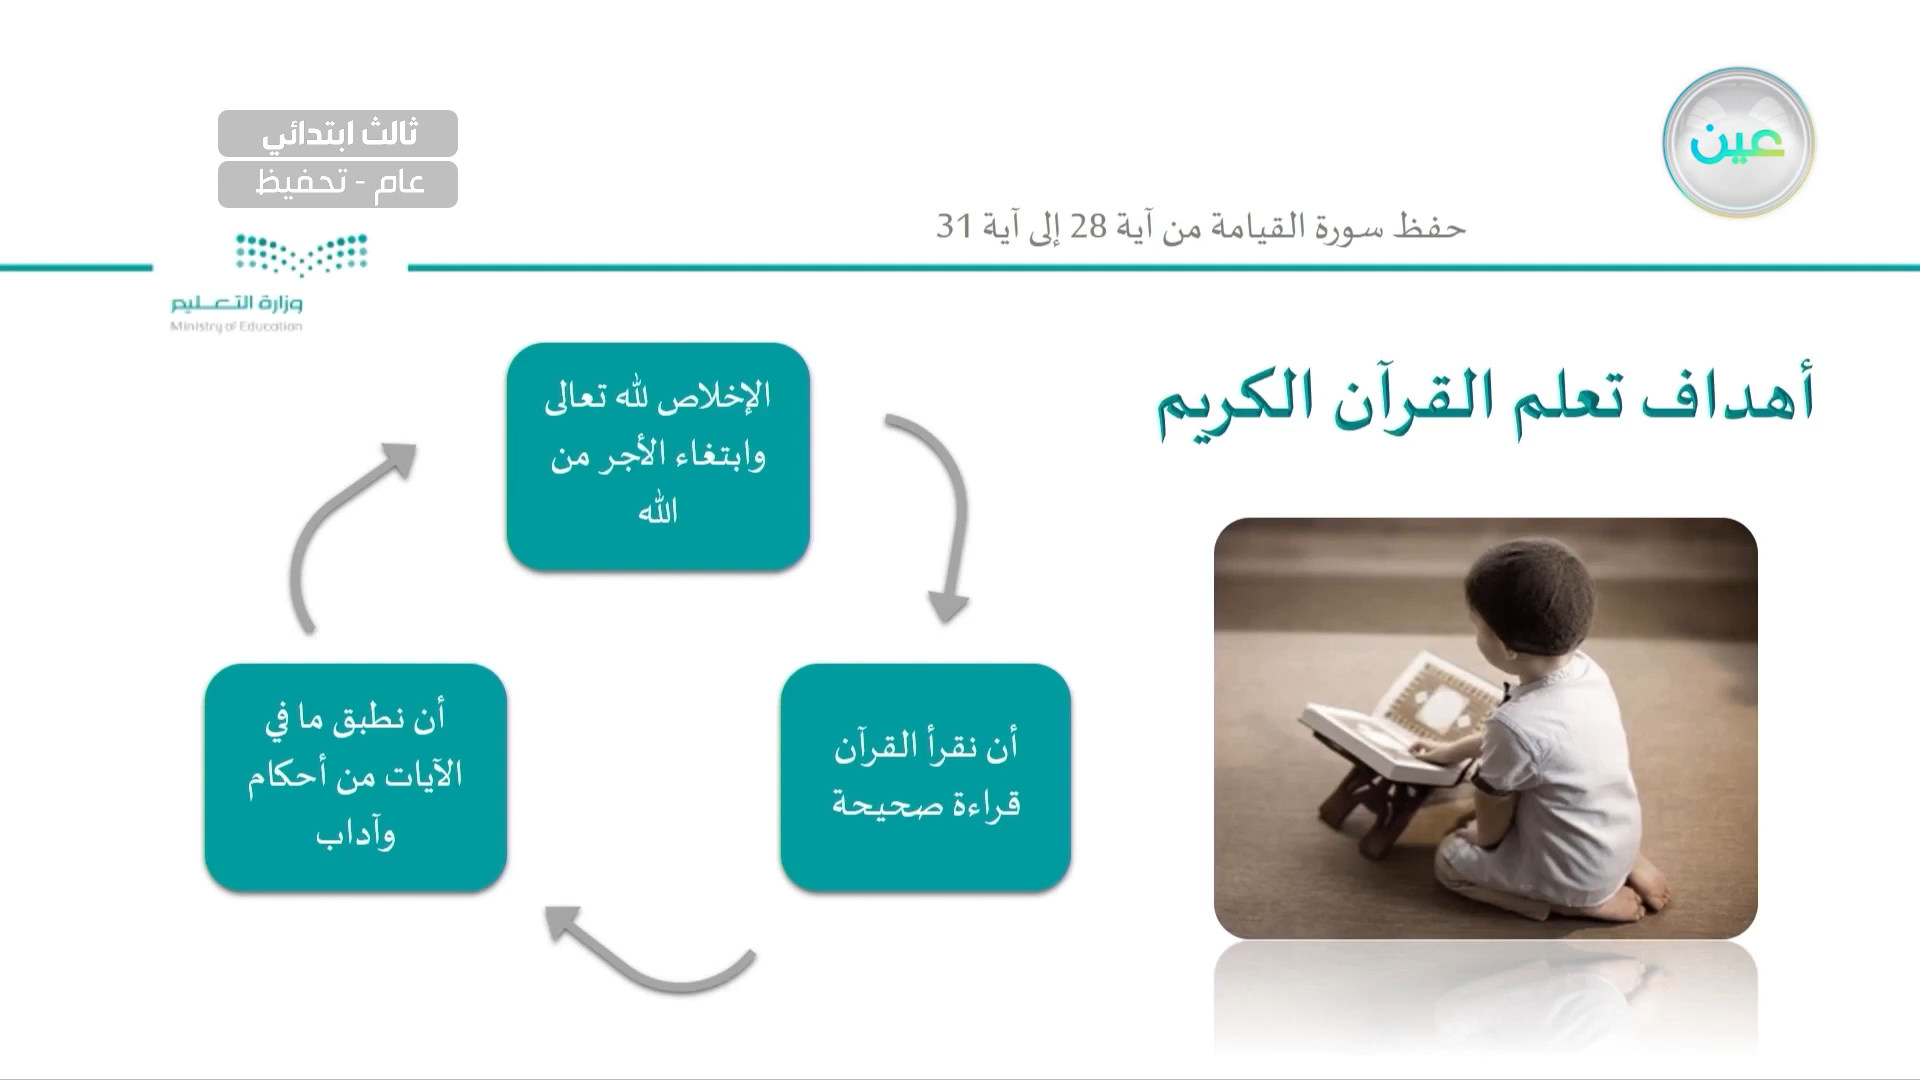 ثالث ابتدائي
عام - تحفيظ
عين
حفظ سورة القيامة من آية 28 إلى آية 31
وزارة التعليم
Ministry of Education
أهداف تعلم القرآن الكريم
الإخلاص لله تعالى
وابتغاء الأجر من
الله
أن نقرأ القرآن
قراءة صحيحة
أن نطبق ما في
الآيات من أحكام
وآداب